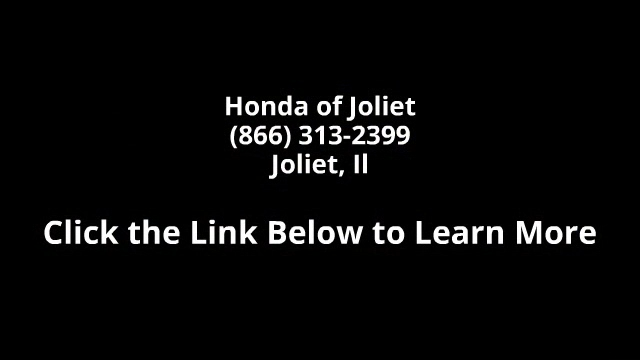 Honda of Joliet
(866) 313-2399
Joliet, Il
Click the Link Below to Learn More